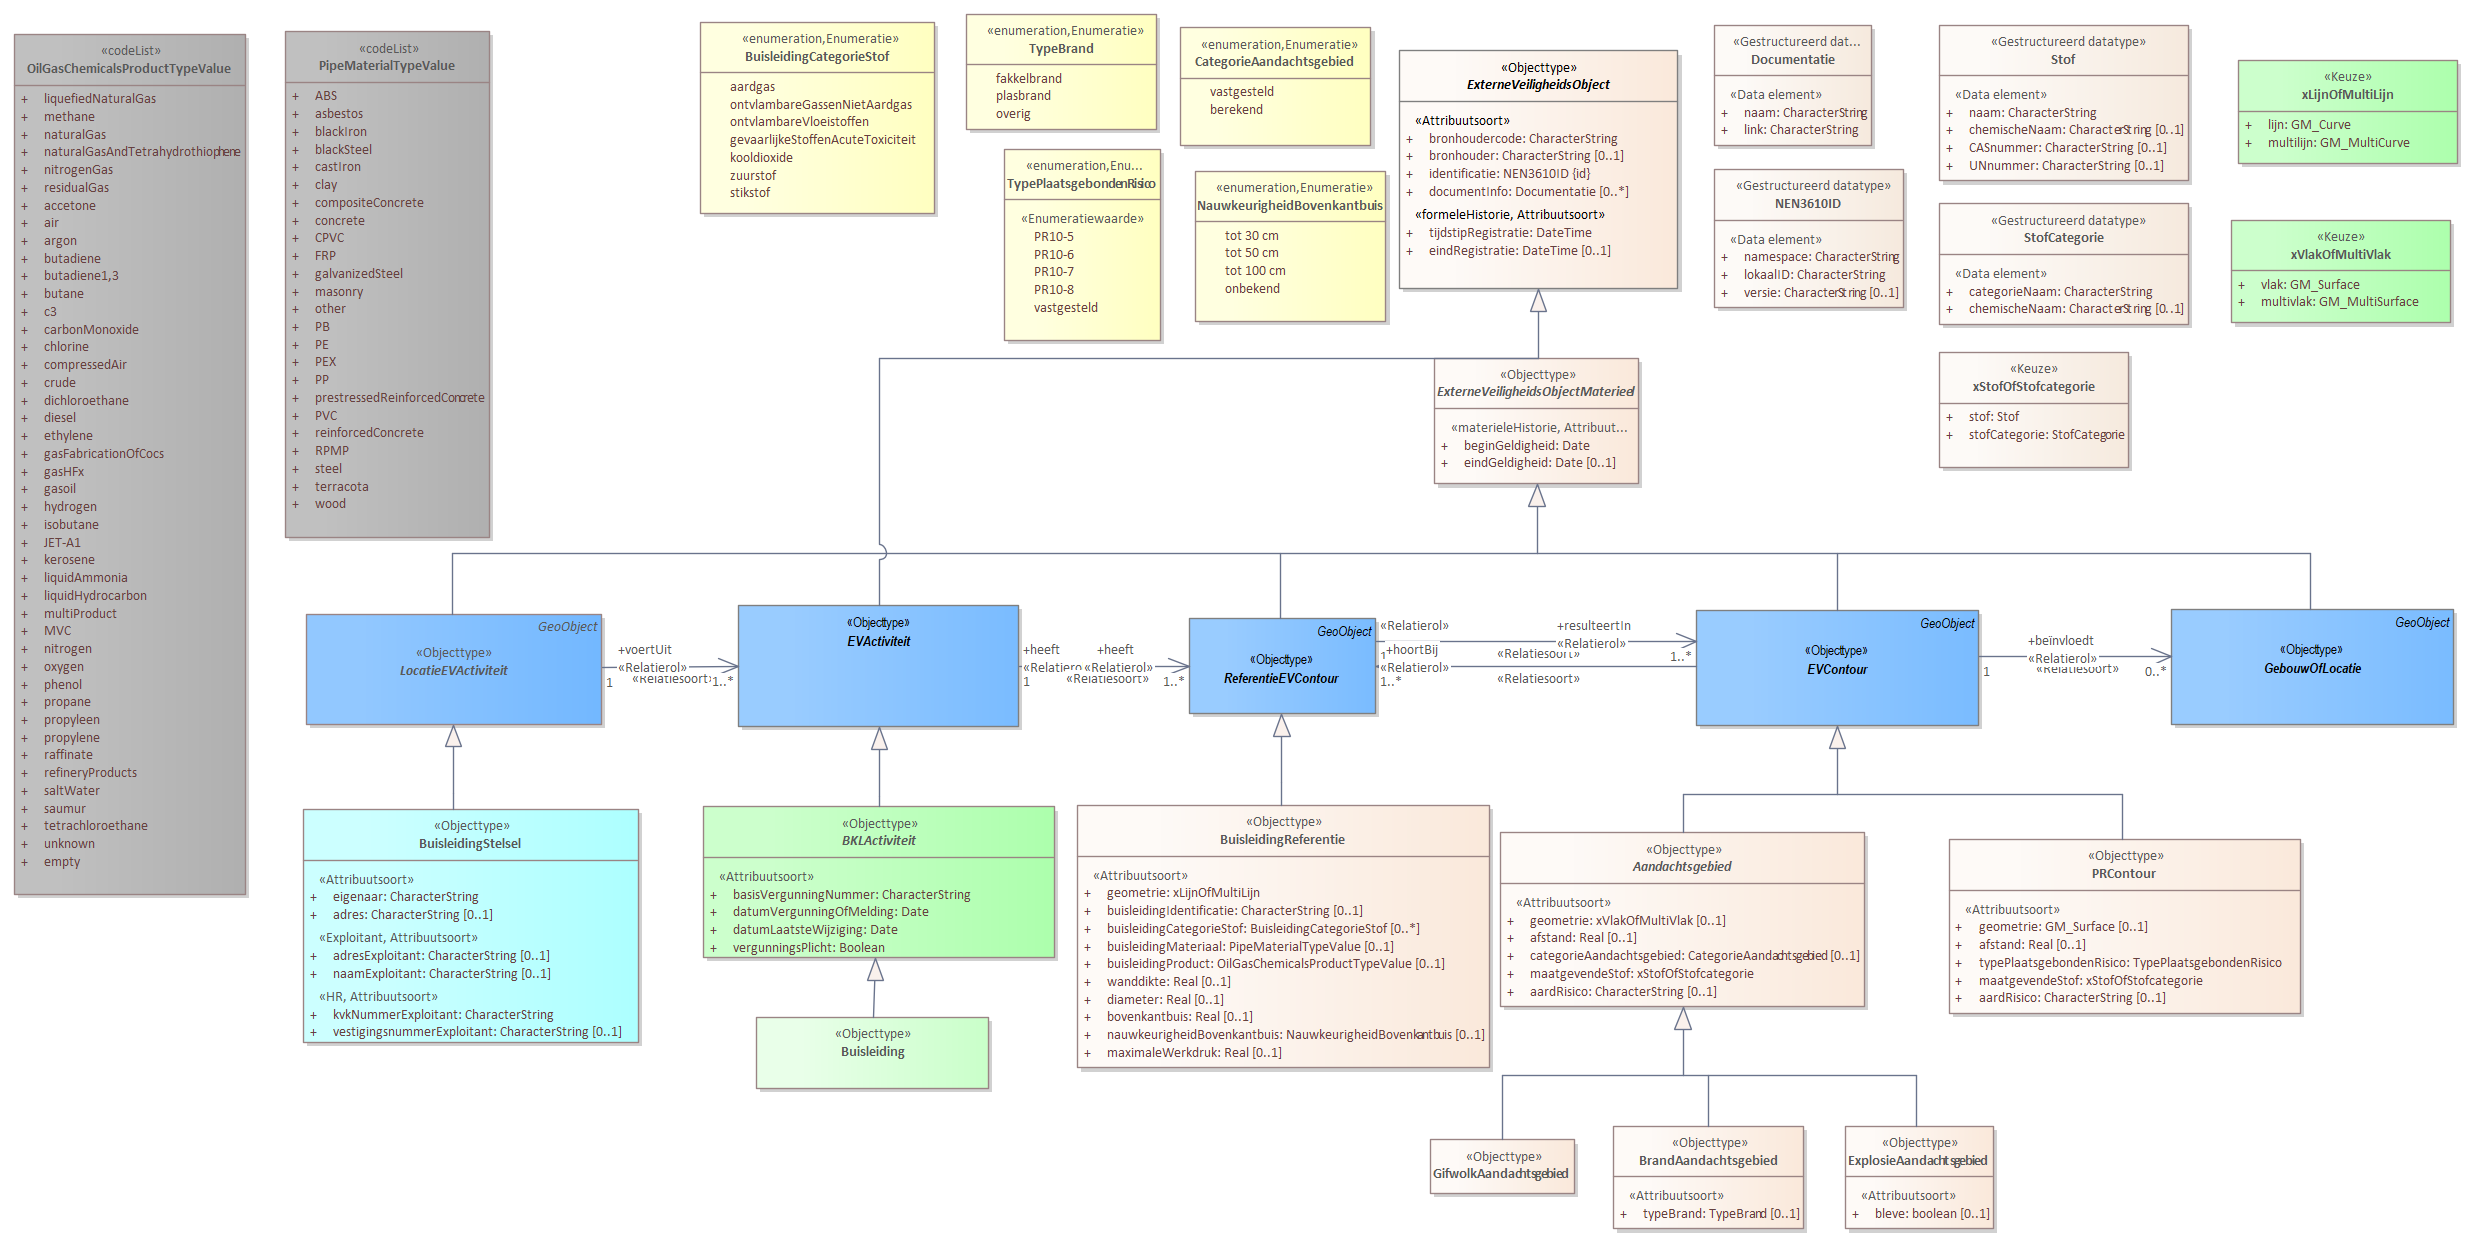 «codeList»
OilGasChemicalsProductTypeValue
+ liquefiedNaturalGas
+ methane
+ naturalGas
+ naturalGasAndTetrahydrothiophene
+ nitrogenGas
+ residualGas
+ accetone
+ air
+ argon
+ butadiene
+ butadiene1,3
+ butane
+ c3
+ carbonMonoxide
+ chlorine
+ compressedAir
+ crude
+ dichloroethane
+ diesel
+ ethylene
+ gasFabricationOfCocs
+ gasHFx
+ gasoil
+ hydrogen
+ isobutane
+ JET-A1
+ kerosene
+ liquidAmmonia
+ liquidHydrocarbon
+ multiProduct
+ MVC
+ nitrogen
+ oxygen
+ phenol
+ propane
+ propyleen
+ propylene
+ raffinate
+ refineryProducts
+ saltWater
+ saumur
+ tetrachloroethane
+ unknown
+ empty
«codeList»
PipeMaterialTypeValue
+ ABS
+ asbestos
+ blackIron
+ blackSteel
+ castIron
+ clay
+ compositeConcrete
+ concrete
+ CPVC
+ FRP
+ galvanizedSteel
+ masonry
+ other
+ PB
+ PE
+ PEX
+ PP
+ prestressedReinforcedConcrete
+ PVC
+ reinforcedConcrete
+ RPMP
+ steel
+ terracota
+ wood
«enumeration,Enumeratie»
BuisleidingCategorieStof
aardgas
ontvlambareGassenNietAardgas
ontvlambareVloeistoffen
gevaarlijkeStoffenAcuteToxiciteit
kooldioxide
zuurstof
stikstof
«enumeration,Enumeratie»
TypeBrand
fakkelbrand
plasbrand
overig
«enumeration,Enumeratie»
CategorieAandachtsgebied
vastgesteld
berekend
«enumeration,Enu...
TypePlaatsgebondenRisico
«Enumeratiewaarde»
PR10-5
PR10-6
PR10-7
PR10-8
vastgesteld
«enumeration,Enumeratie»
NauwkeurigheidBovenkantbuis
tot 30 cm
tot 50 cm
tot 100 cm
onbekend
«Objecttype»
ExterneVeiligheidsObject
«Attribuutsoort»
+ bronhoudercode: CharacterString
+ bronhouder: CharacterString [0..1]
+ identificatie: NEN3610ID {id}
+ documentInfo: Documentatie [0..*]
«formeleHistorie, Attribuutsoort»
+ tijdstipRegistratie: DateTime
+ eindRegistratie: DateTime [0..1]
«Gestructureerd dat...
Documentatie
«Data element»
+ naam: CharacterString
+ link: CharacterString
«Gestructureerd datatype»
NEN3610ID
«Data element»
+ namespace: CharacterString
+ lokaalID: CharacterString
+ versie: CharacterString [0..1]
«Gestructureerd datatype»
Stof
«Data element»
+ naam: CharacterString
+ chemischeNaam: CharacterString [0..1]
+ CASnummer: CharacterString [0..1]
+ UNnummer: CharacterString [0..1]
«Gestructureerd datatype»
StofCategorie
«Data element»
+ categorieNaam: CharacterString
+ chemischeNaam: CharacterString [0..1]
«Keuze»
xStofOfStofcategorie
+ stof: Stof
+ stofCategorie: StofCategorie
«Keuze»
xLijnOfMultiLijn
+ lijn: GM_Curve
+ multilijn: GM_MultiCurve
«Keuze»
xVlakOfMultiVlak
+ vlak: GM_Surface
+ multivlak: GM_MultiSurface
«Objecttype»
ExterneVeiligheidsObjectMaterieel
«materieleHistorie, Attribuut...
+ beginGeldigheid: Date
+ eindGeldigheid: Date [0..1]
GeoObject
«Objecttype»
LocatieEVActiviteit
+voertUit
«Relatierol»
1 «Relatiesoort» 1..*
«Objecttype»
EVActiviteit
+heeft +heeft
«Relatierol» «Relatierol»
1 «Relatiesoort» 1..*
GeoObject
«Objecttype»
ReferentieEVContour
«Relatierol» +resulteertIn
«Relatierol»
1 +hoortBij «Relatiesoort» 1..*
«Relatierol»
1..* «Relatiesoort»
GeoObject
«Objecttype»
EVContour
+beïnvloedt
«Relatierol»
1 «Relatiesoort» 0..*
GeoObject
«Objecttype»
GebouwOfLocatie
«Objecttype»
BuisleidingStelsel
«Attribuutsoort»
+ eigenaar: CharacterString
+ adres: CharacterString [0..1]
«Exploitant, Attribuutsoort»
+ adresExploitant: CharacterString [0..1]
+ naamExploitant: CharacterString [0..1]
«HR, Attribuutsoort»
+ kvkNummerExploitant: CharacterString
+ vestigingsnummerExploitant: CharacterString [0..1]
«Objecttype»
BKLActiviteit
«Attribuutsoort»
+ basisVergunningNummer: CharacterString
+ datumVergunningOfMelding: Date
+ datumLaatsteWijziging: Date
+ vergunningsPlicht: Boolean
«Objecttype»
Buisleiding
«Objecttype»
BuisleidingReferentie
«Attribuutsoort»
+ geometrie: xLijnOfMultiLijn
+ buisleidingIdentificatie: CharacterString [0..1]
+ buisleidingCategorieStof: BuisleidingCategorieStof [0..*]
+ buisleidingMateriaal: PipeMaterialTypeValue [0..1]
+ buisleidingProduct: OilGasChemicalsProductTypeValue [0..1]
+ wanddikte: Real [0..1]
+ diameter: Real [0..1]
+ bovenkantbuis: Real [0..1]
+ nauwkeurigheidBovenkantbuis: NauwkeurigheidBovenkantbuis [0..1]
+ maximaleWerkdruk: Real [0..1]
«Objecttype»
Aandachtsgebied
«Attribuutsoort»
+ geometrie: xVlakOfMultiVlak [0..1]
+ afstand: Real [0..1]
+ categorieAandachtsgebied: CategorieAandachtsgebied [0..1]
+ maatgevendeStof: xStofOfStofcategorie
+ aardRisico: CharacterString [0..1]
«Objecttype»
PRContour
«Attribuutsoort»
+ geometrie: GM_Surface [0..1]
+ afstand: Real [0..1]
+ typePlaatsgebondenRisico: TypePlaatsgebondenRisico
+ maatgevendeStof: xStofOfStofcategorie
+ aardRisico: CharacterString [0..1]
«Objecttype»
GifwolkAandachtsgebied
«Objecttype»
BrandAandachtsgebied
«Attribuutsoort»
+ typeBrand: TypeBrand [0..1]
«Objecttype»
ExplosieAandachtsgebied
«Attribuutsoort»
+ bleve: boolean [0..1]